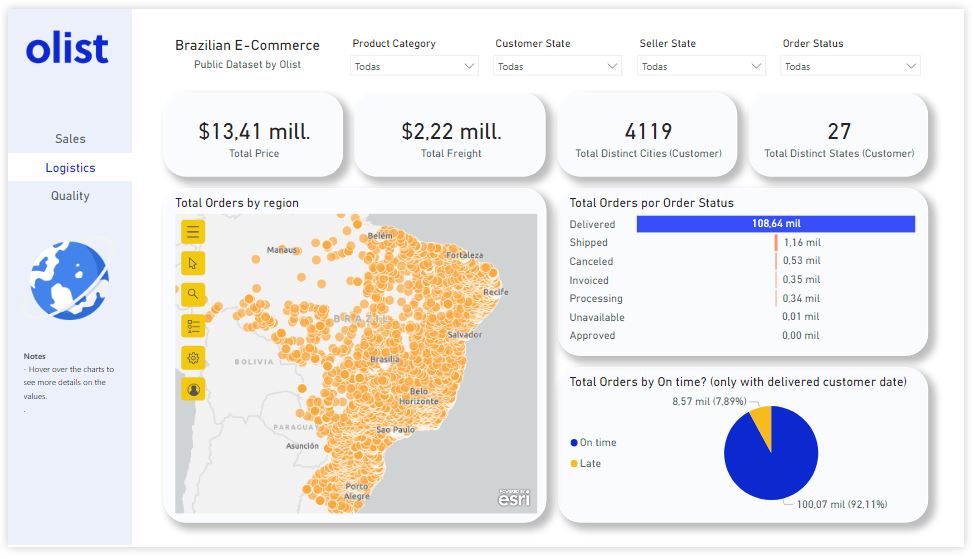 olist
Brazilian E-Commerce
Public Dataset by Olist
Product Category
Todas
Customer State
Todas
Seller State
Todas
Order Status
Todas
Sales
Logistics
Quality
Notes
- Hover over the charts to
see more details on the
values.
.
$13,41 mill.
Total Price
$2,22 mill.
Total Freight
4119
Total Distinct Cities (Customer)
27
Total Distinct States (Customer)
Total Orders by region
Belém
Manaus
Fortaleza
Recife
BRAZIL
Salvador
BOLIVIA
Brasília
Belo
Horizonte
PARAGUA
Sao Paulo
Asunción
Porto
Alegre
POWERED BY
esri
Total Orders por Order Status
Delivered 108,64 mil
Shipped 1,16 mil
Canceled 0,53 mil
Invoiced 0,35 mil
Processing 0,34 mil
Unavailable 0,01 mil
Approved 0,00 mil
Total Orders by On time? (only with delivered customer date)
8,57 mil (7,89%)
On time
Late
100,07 mil (92,11%)